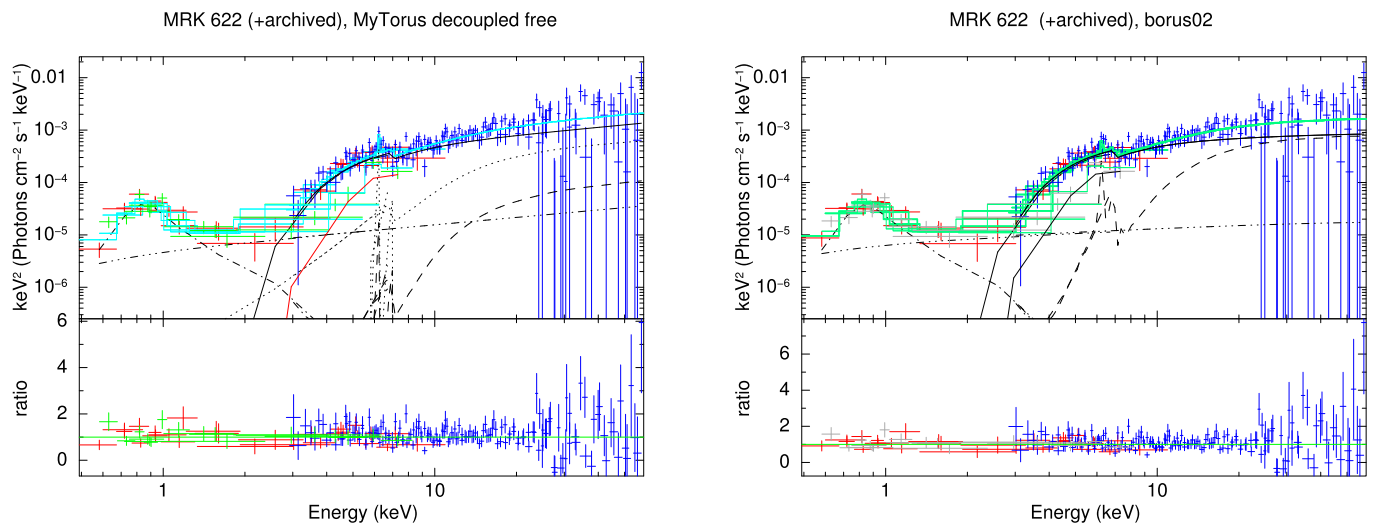 MRK 622 (+archived), MyTorus decoupled free
keV² (Photons cm⁻² s⁻¹ keV⁻¹)
0.01
10⁻³
10⁻⁴
10⁻⁵
10⁻⁶
ratio
6
4
2
0
1 10
Energy (keV)
MRK 622 (+archived), borus02
keV² (Photons cm⁻² s⁻¹ keV⁻¹)
0.01
10⁻³
10⁻⁴
10⁻⁵
10⁻⁶
ratio
6
4
2
0
1 10
Energy (keV)